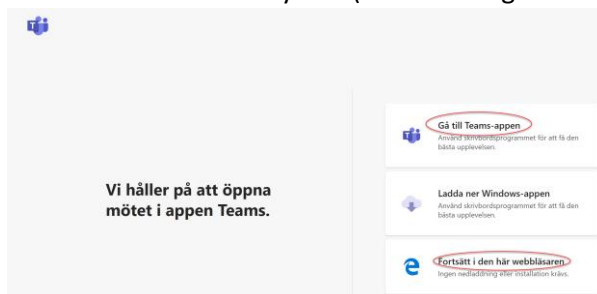 Gå till Teams-appen
Använd skrivbordsprogrammet för att få den
bästa upplevelsen.
Vi håller på att öppna
mötet i appen Teams.
Ladda ner Windows-appen
Använd skrivbordsprogrammet för att få den
bästa upplevelsen.
Fortsätt i den här webbläsaren
Ingen nedladdning eller installation krävs.